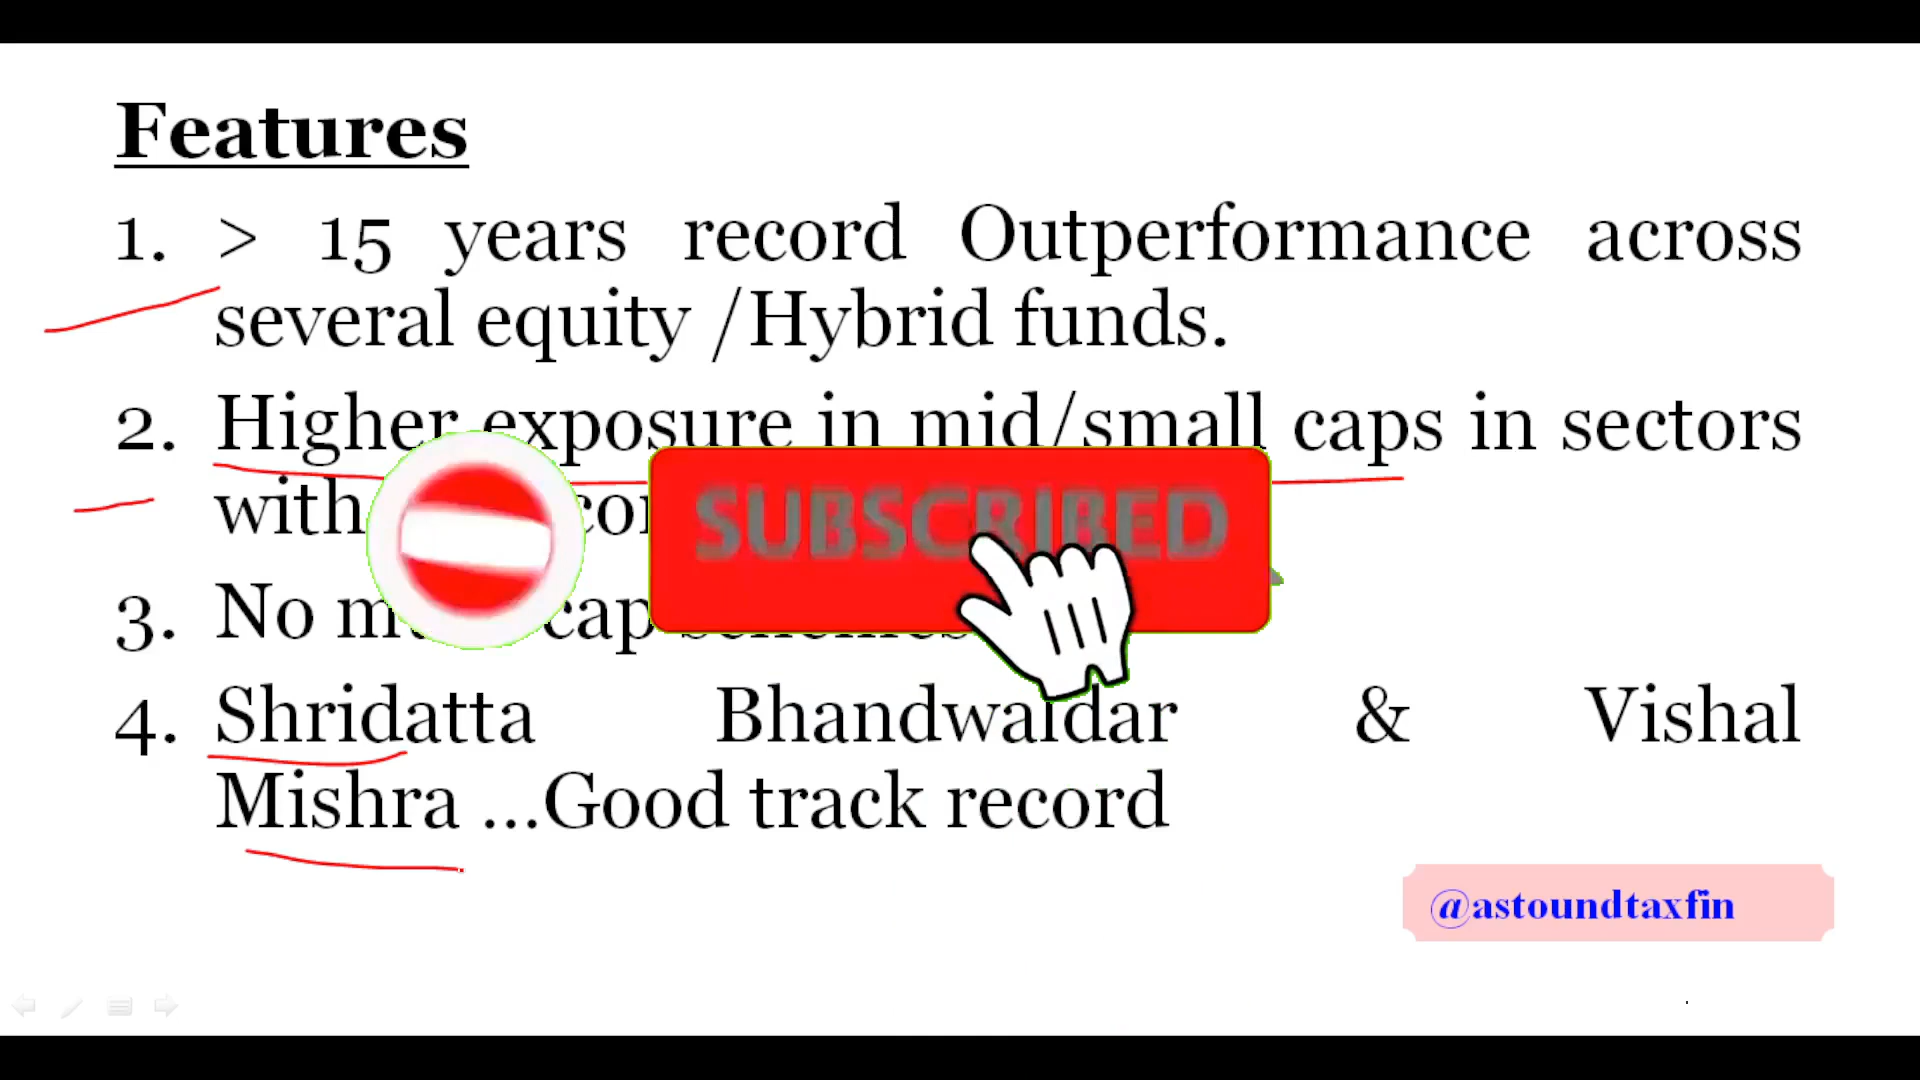 Features
1. > 15 years record Outperformance across
several equity /Hybrid funds.
2. Higher exposure in mid/small caps in sectors
with
SUBSCRIBED
3. No cap schemes
4. Shridatta Bhandwaldar & Vishal
Mishra ...Good track record
@astoundtaxfin